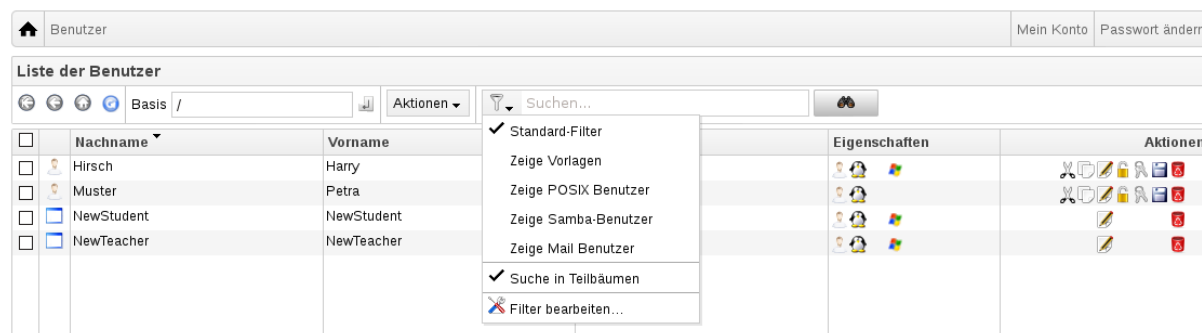 Benutzer
Mein Konto
Passwort ändern
Liste der Benutzer
Basis /
Aktionen
Suchen...
Nachname
Vorname
Eigenschaften
Aktionen
Hirsch Harry
Muster Petra
NewStudent NewStudent
NewTeacher NewTeacher
Standard-Filter
Zeige Vorlagen
Zeige POSIX Benutzer
Zeige Samba-Benutzer
Zeige Mail Benutzer
Suche in Teilbäumen
Filter bearbeiten...